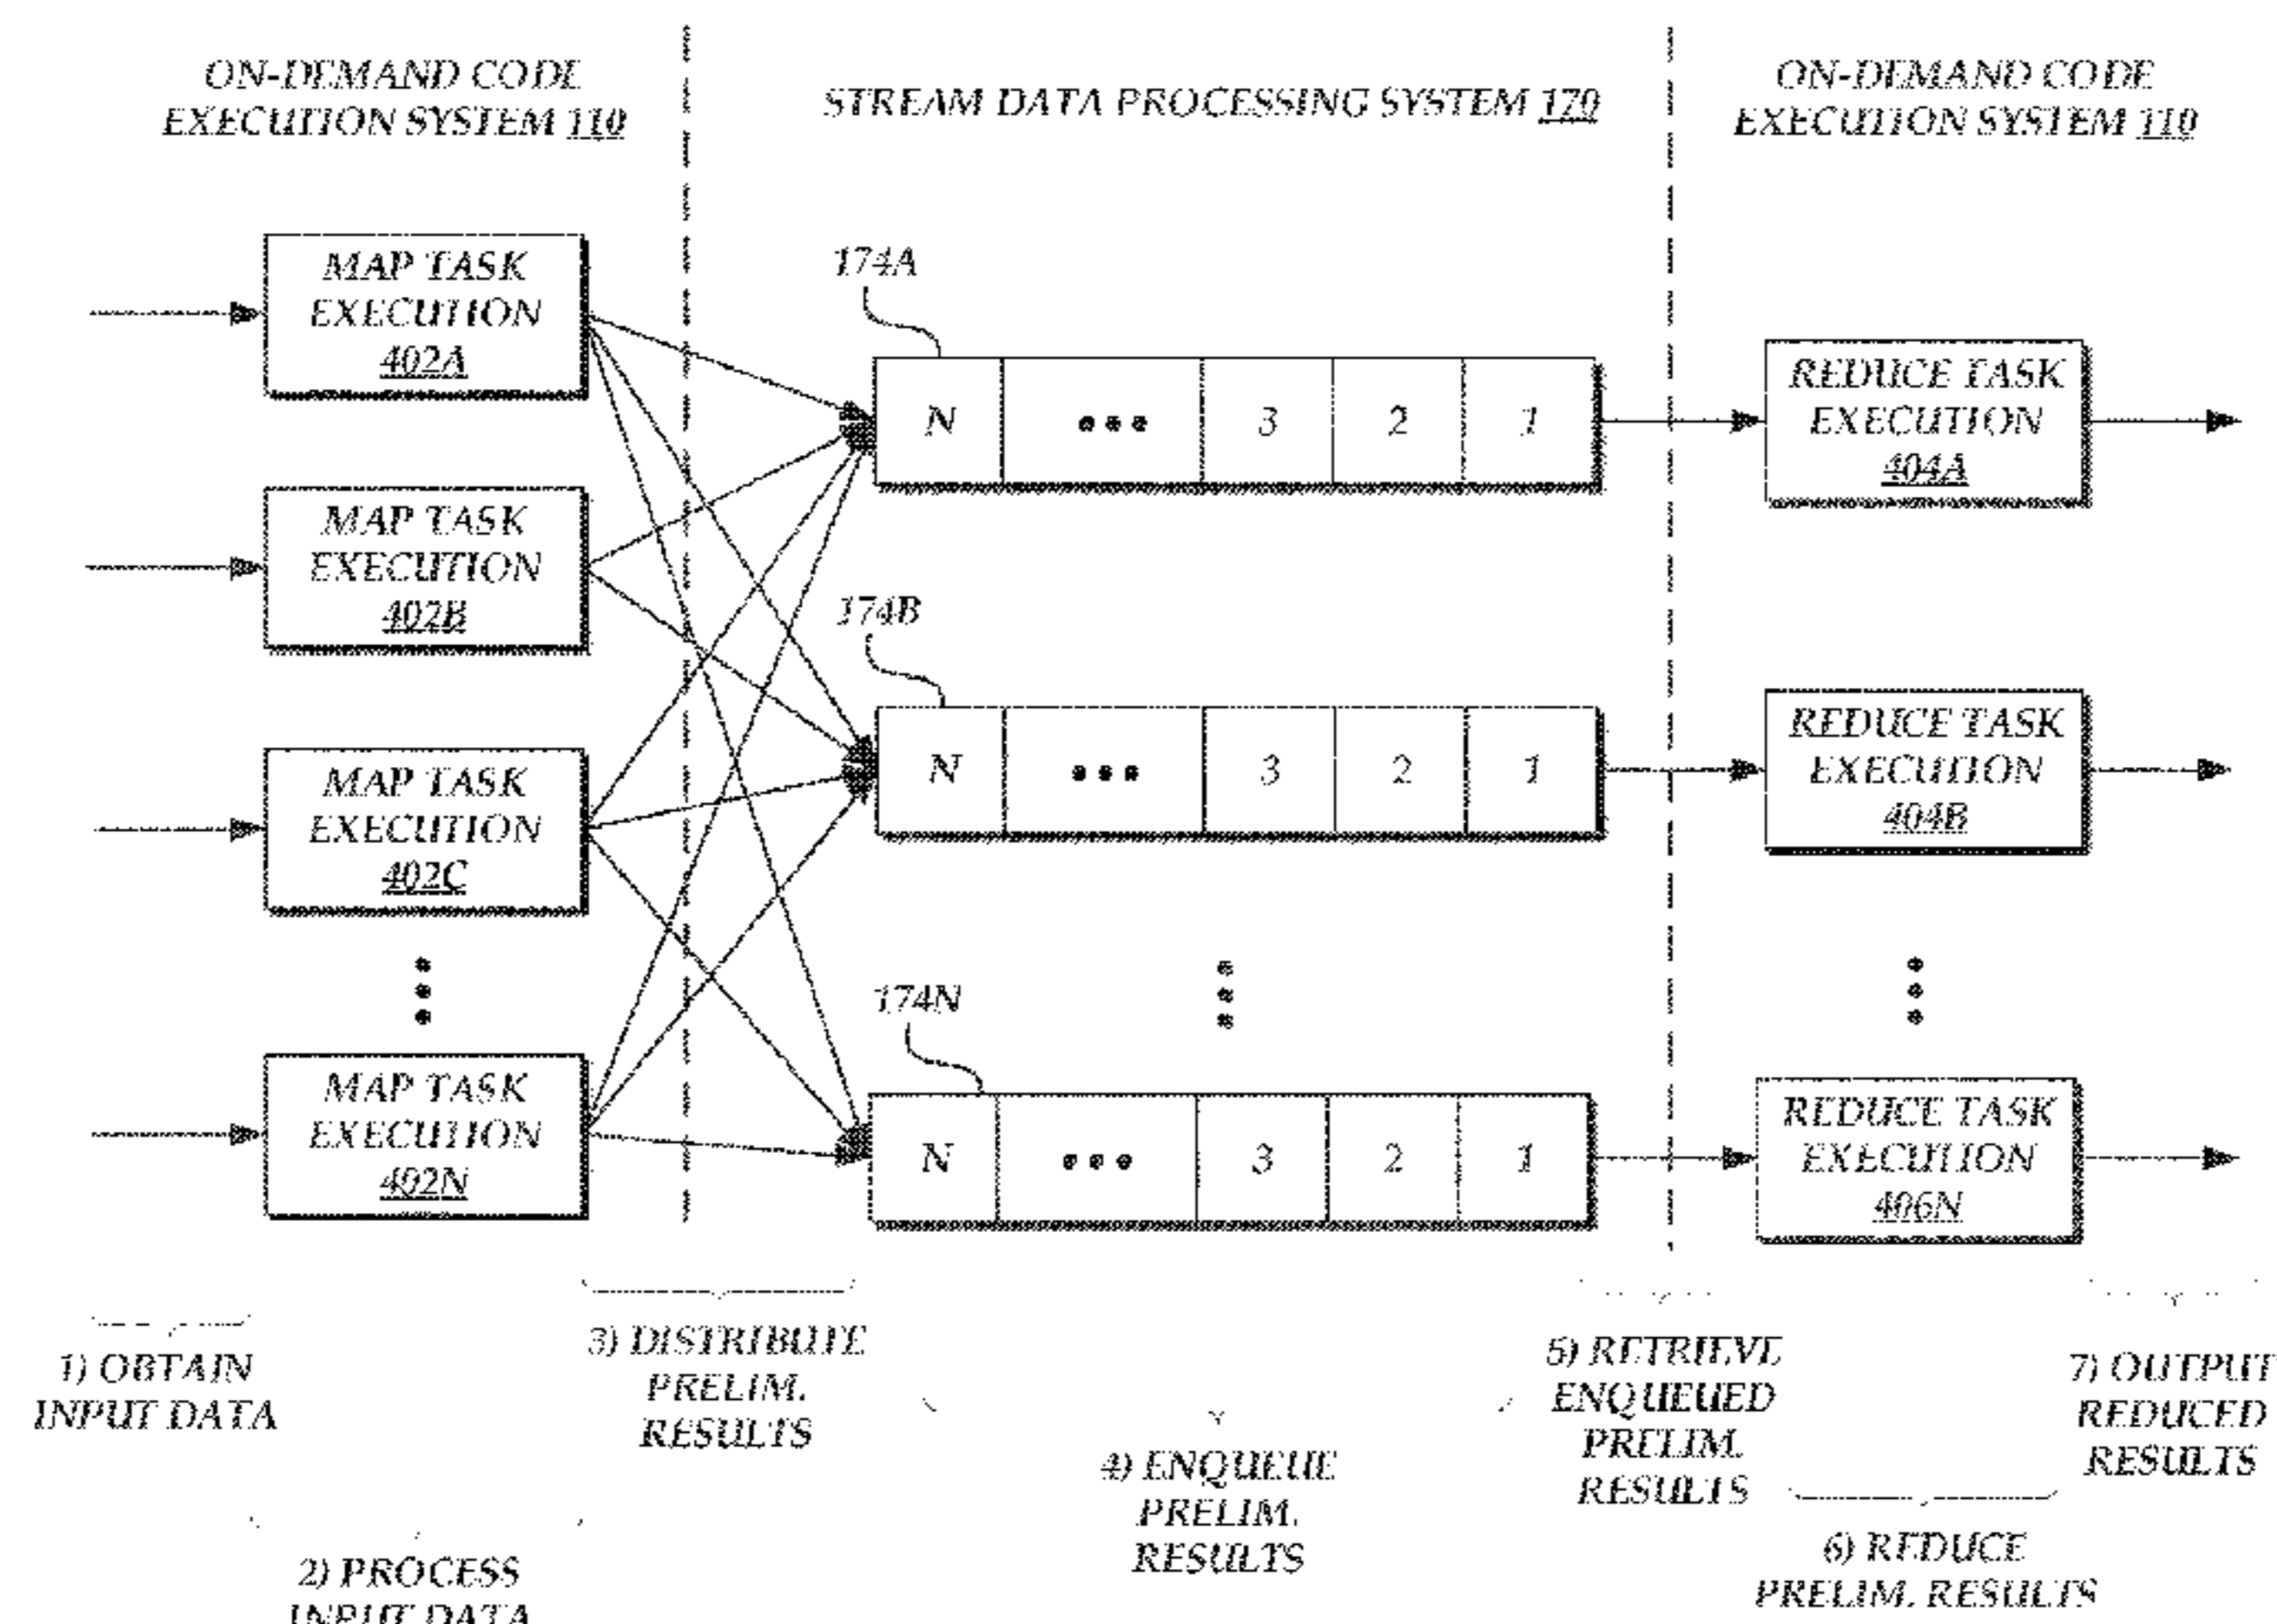 ON-DEMAND CODE
EXECUTION SYSTEM 110
STREAM DATA PROCESSING SYSTEM 170
ON-DEMAND CODE
EXECUTION SYSTEM 110
MAP TASK
EXECUTION
402A
MAP TASK
EXECUTION
402B
MAP TASK
EXECUTION
402C
MAP TASK
EXECUTION
402N
174A
N ••• 3 2 1
174B
N ••• 3 2 1
174N
N ••• 3 2 1
REDUCE TASK
EXECUTION
404A
REDUCE TASK
EXECUTION
404B
REDUCE TASK
EXECUTION
406N
1) OBTAIN
INPUT DATA
2) PROCESS
INPUT DATA
3) DISTRIBUTE
PRELIM.
RESULTS
4) ENQUEUE
PRELIM.
RESULTS
5) RETRIEVE
ENQUEUED
PRELIM.
RESULTS
6) REDUCE
PRELIM. RESULTS
7) OUTPUT
REDUCED
RESULTS